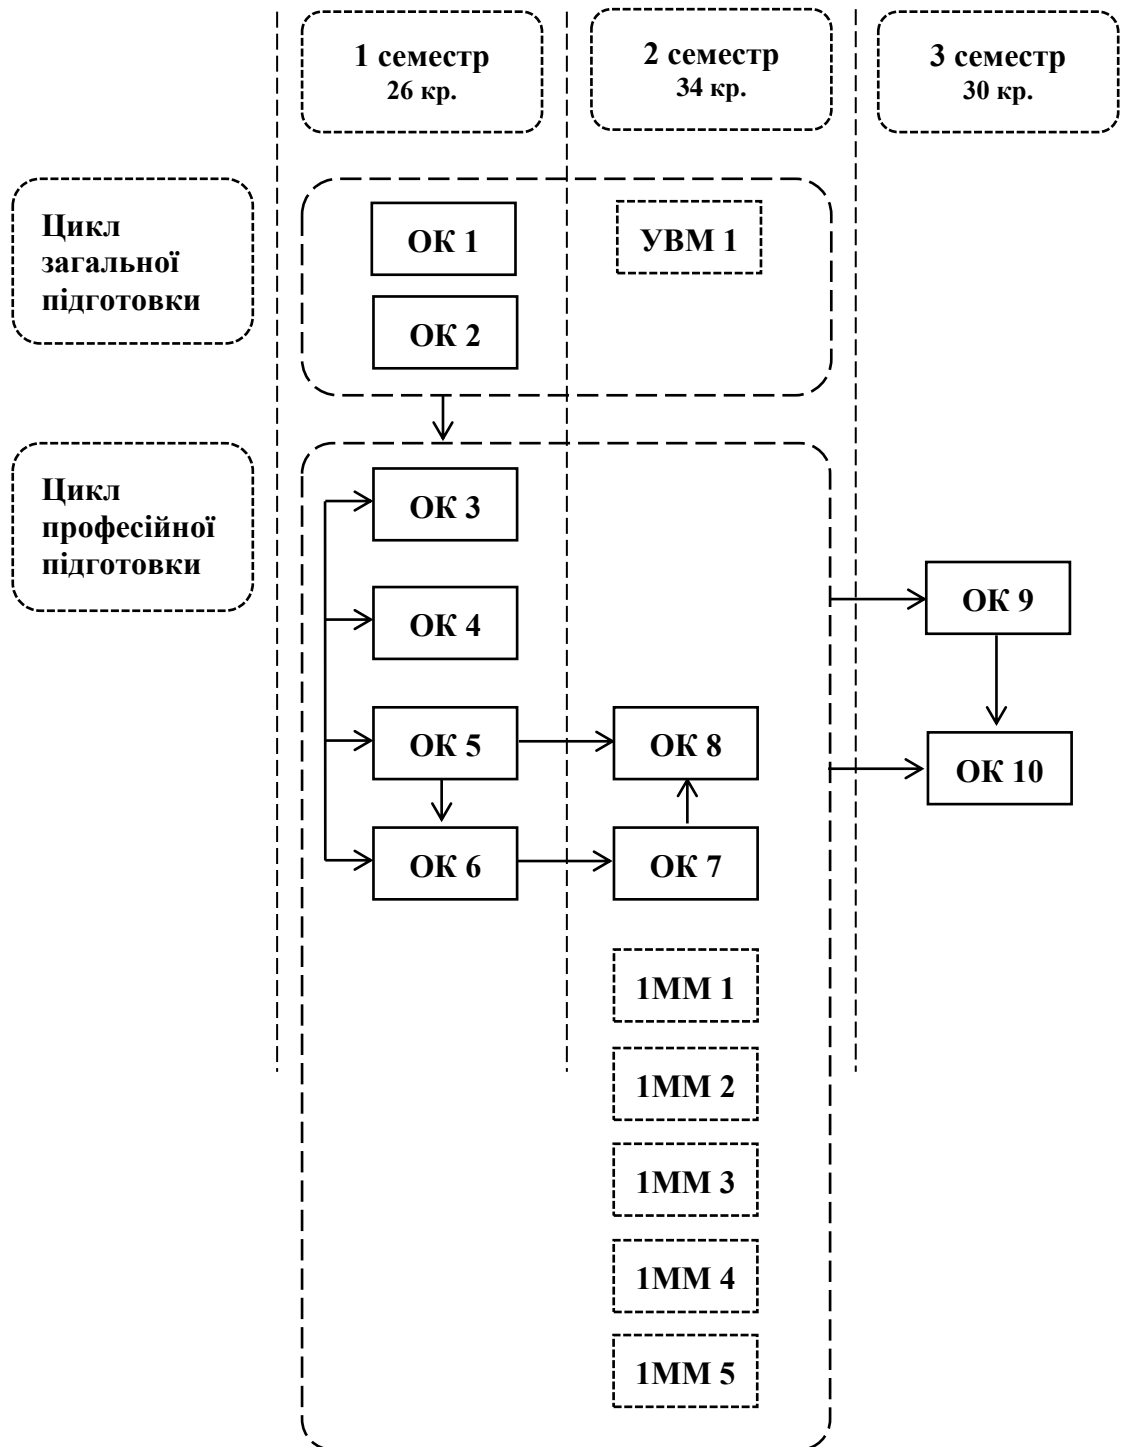 1 семестр
26 кр.
2 семестр
34 кр.
3 семестр
30 кр.
Цикл
загальної
підготовки
ОК 1
УВМ 1
ОК 2
Цикл
професійної
підготовки
ОК 3
ОК 4
ОК 9
ОК 5
ОК 8
ОК 10
ОК 6
ОК 7
1ММ 1
1ММ 2
1ММ 3
1ММ 4
1ММ 5